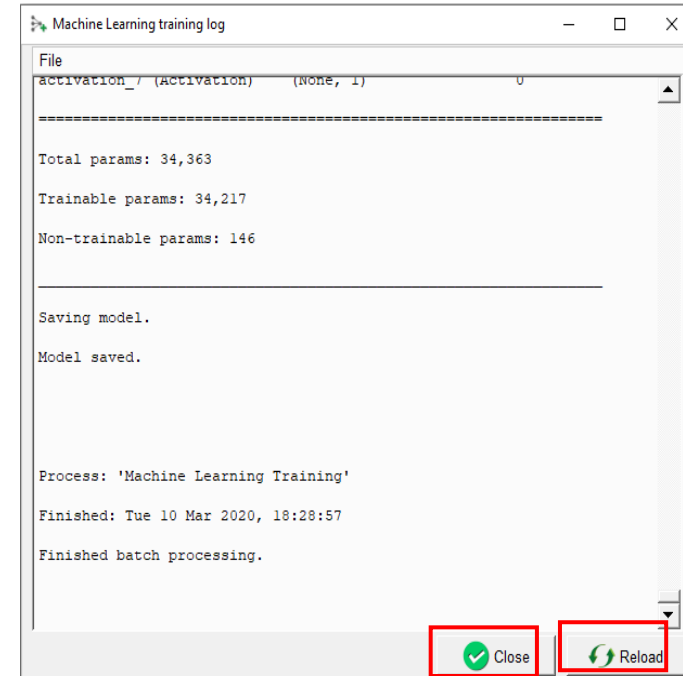 Machine Learning training log
File
activation_7 (Activation) (None, 1) 0
=================================================================
Total params: 34,363
Trainable params: 34,217
Non-trainable params: 146
_________________________________________________________________
Saving model.
Model saved.
Process: 'Machine Learning Training'
Finished: Tue 10 Mar 2020, 18:28:57
Finished batch processing.
Close Reload